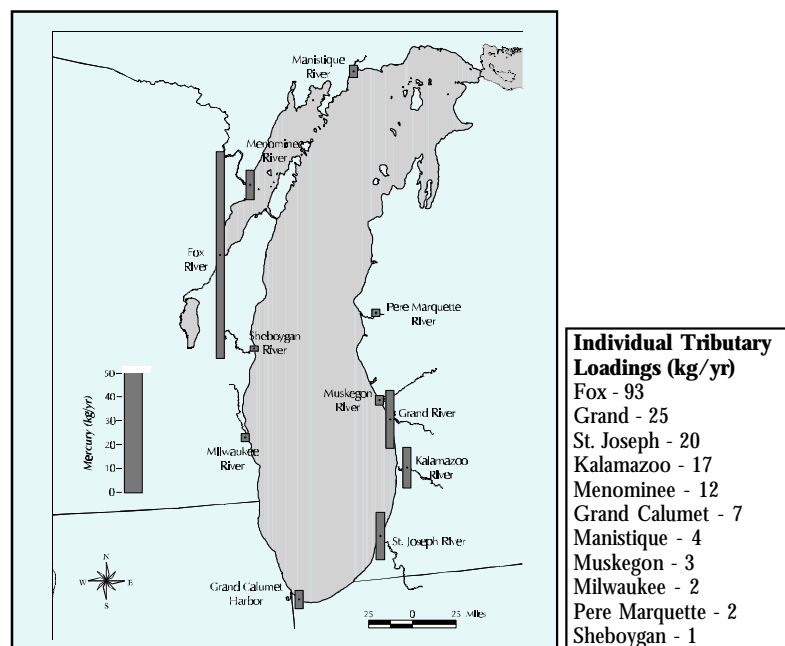 Manistique
River
Menominee
River
Fox
River
Pere Marquette
River
Sheboygan
River
50
40
30
20
10
0
Mercury (kg/yr)
Muskegon
River
Grand River
Milwaukee
River
Kalamazoo
River
St. Joseph River
N
W
E
S
Grand Calumet
Harbor
25 0 25 Miles
Individual Tributary
Loadings (kg/yr)
Fox - 93
Grand - 25
St. Joseph - 20
Kalamazoo - 17
Menominee - 12
Grand Calumet - 7
Manistique - 4
Muskegon - 3
Milwaukee - 2
Pere Marquette - 2
Sheboygan - 1